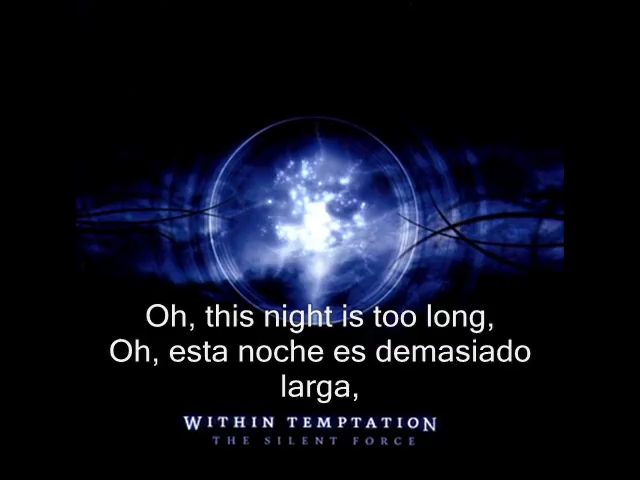 Oh, this night is too long,
Oh, esta noche es demasiado
larga,
WITHIN TEMPTATION
THE SILENT FORCE